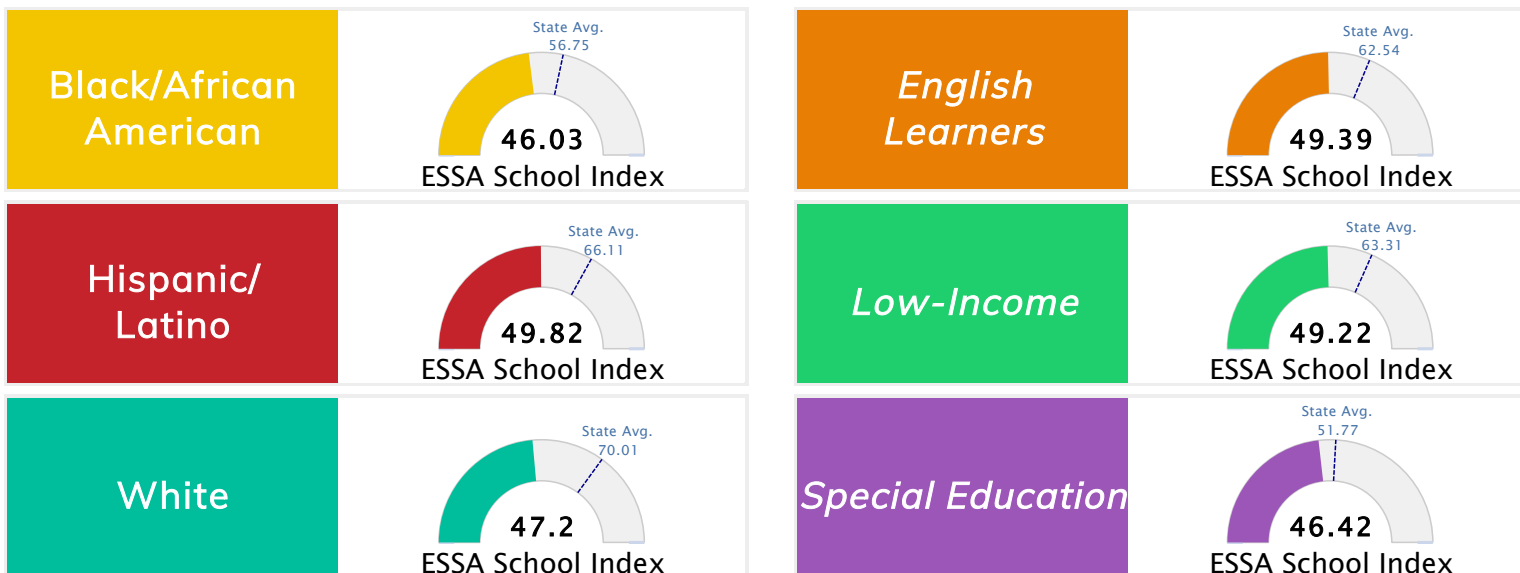 Black/African
American
State Avg.
56.75
46.03
ESSA School Index
English
Learners
State Avg.
62.54
49.39
ESSA School Index
Hispanic/
Latino
State Avg.
66.11
49.82
ESSA School Index
Low-Income
State Avg.
63.31
49.22
ESSA School Index
White
State Avg.
70.01
47.2
ESSA School Index
Special Education
State Avg.
51.77
46.42
ESSA School Index